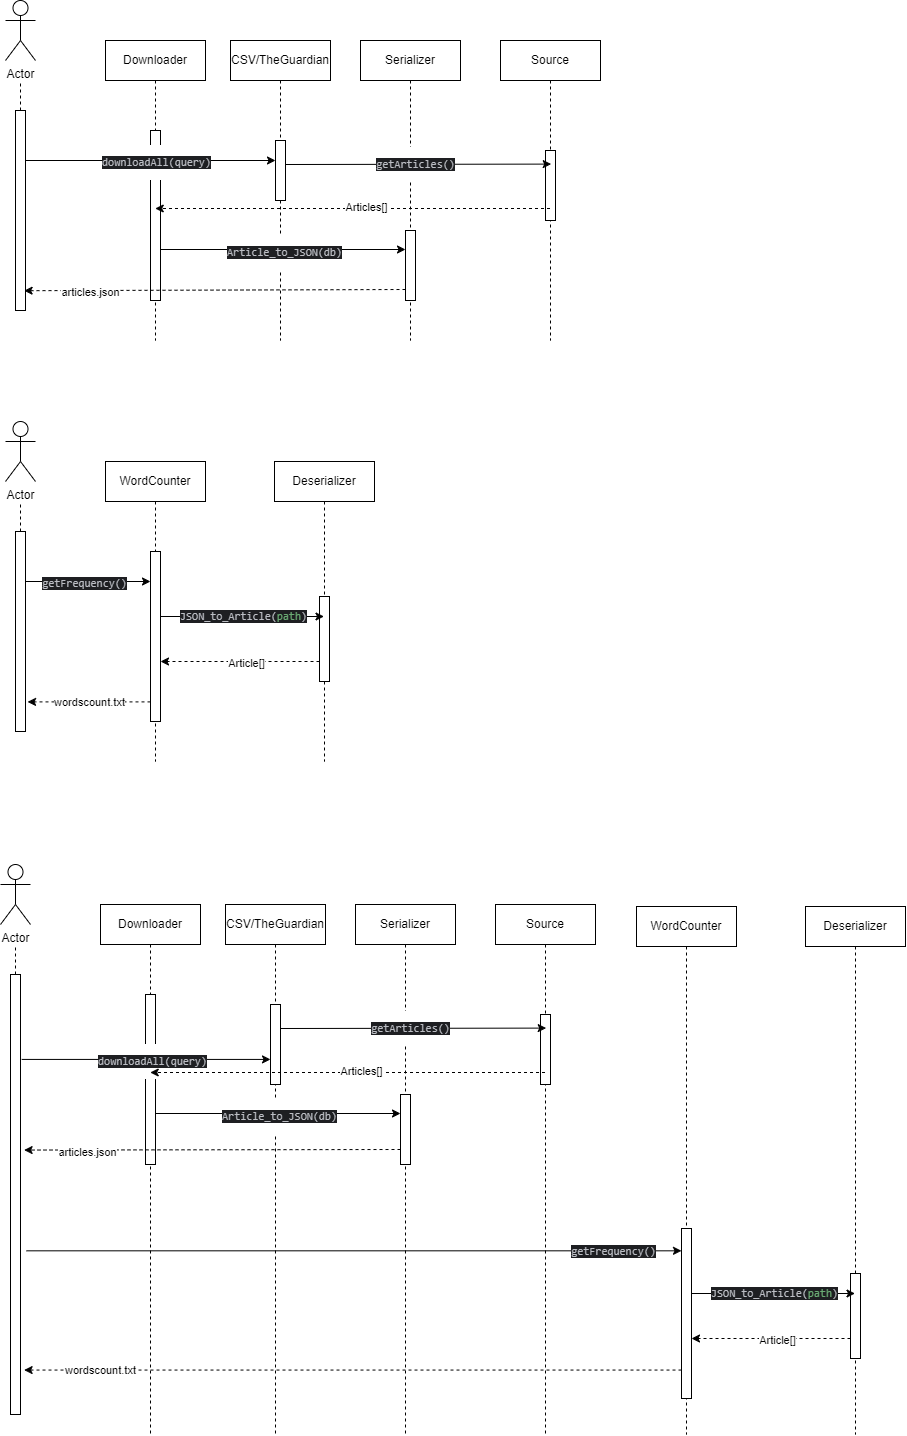 Downloader
CSV/TheGuardian
Serializer
Source
Actor
downloadAll(query)
getArticles()
Articles[]
Article_to_JSON(db)
articles.json
WordCounter
Deserializer
Actor
getFrequency()
JSON_to_Article(path)
Article[]
wordscount.txt
Downloader
CSV/TheGuardian
Serializer
Source
WordCounter
Deserializer
Actor
getArticles()
downloadAll(query)
Articles[]
Article_to_JSON(db)
articles.json
getFrequency()
JSON_to_Article(path)
Article[]
wordscount.txt